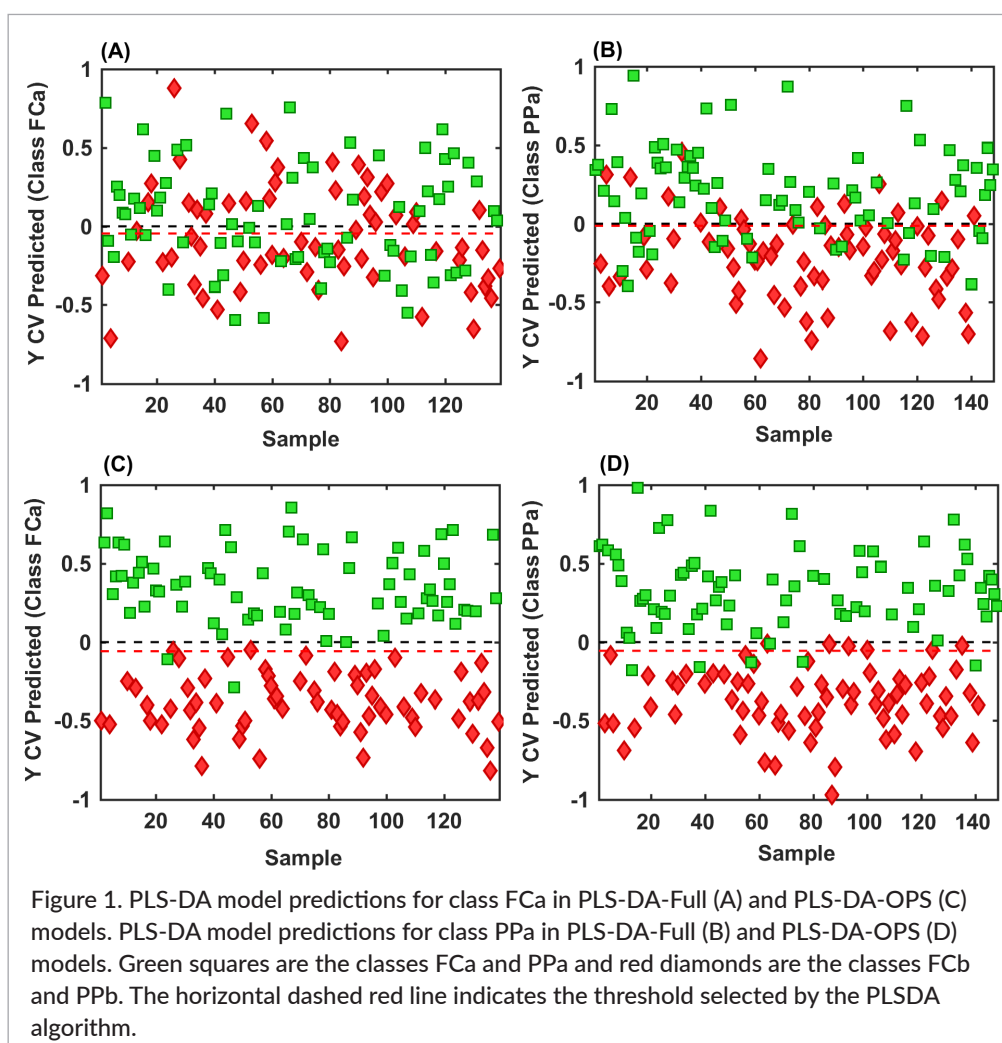 (A)
1
0.5
0
-0.5
-1
Y CV Predicted (Class FCa)
20 40 60 80 100 120
Sample
(B)
1
0.5
0
-0.5
-1
Y CV Predicted (Class PPa)
20 40 60 80 100 120 140
Sample
(C)
1
0.5
0
-0.5
-1
Y CV Predicted (Class FCa)
20 40 60 80 100 120
Sample
(D)
1
0.5
0
-0.5
-1
Y CV Predicted (Class PPa)
20 40 60 80 100 120 140
Sample
Figure 1. PLS-DA model predictions for class FCa in PLS-DA-Full (A) and PLS-DA-OPS (C)
models. PLS-DA model predictions for class PPa in PLS-DA-Full (B) and PLS-DA-OPS (D)
models. Green squares are the classes FCa and PPa and red diamonds are the classes FCb
and PPb. The horizontal dashed red line indicates the threshold selected by the PLSDA
algorithm.